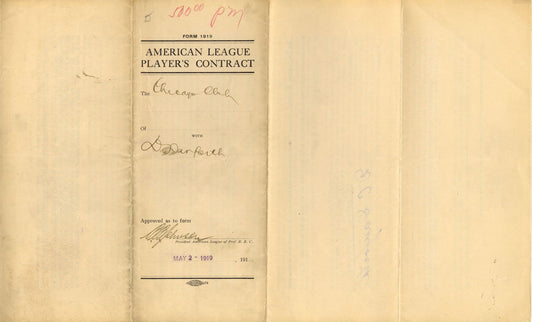 500 00 pm
FORM 1919
AMERICAN LEAGUE
PLAYER'S CONTRACT
The Chicago Club
Of
WITH
D Danforth
Approved as to form
B B Johnson
President American League of Prof. B. B. C.
MAY 2 - 1919 , 191